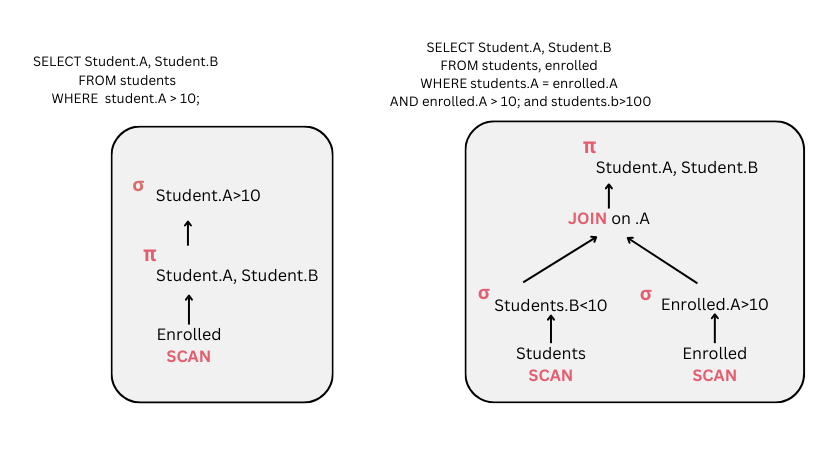 SELECT Student.A, Student.B
FROM students
WHERE student.A > 10;
σ
Student.A>10
π
Student.A, Student.B
Enrolled
SCAN
SELECT Student.A, Student.B
FROM students, enrolled
WHERE students.A = enrolled.A
AND enrolled.A > 10; and students.b>100
π
Student.A, Student.B
JOIN on .A
σ
Students.B<10
σ
Enrolled.A>10
Students
SCAN
Enrolled
SCAN